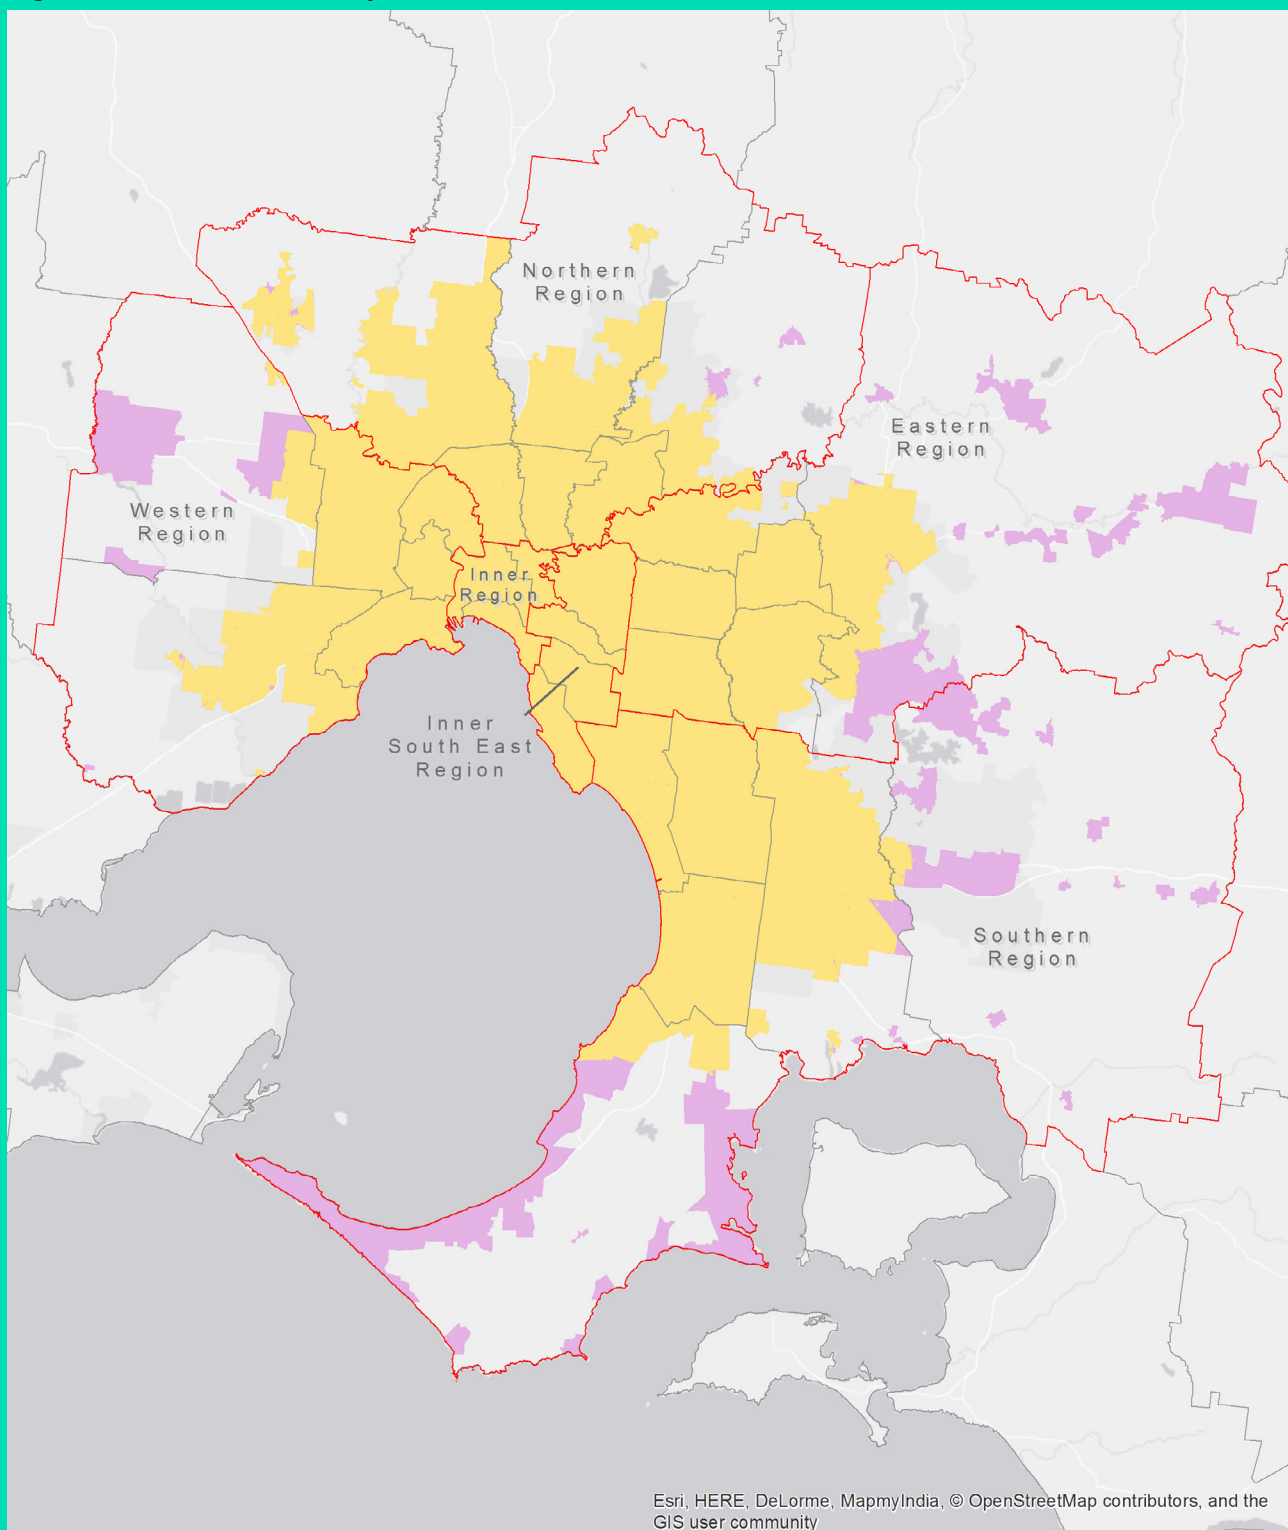 Northern
Region
Eastern
Region
Western
Region
Inner
Region
Inner
South East
Region
Southern
Region
Esri, HERE, DeLorme, MapmyIndia, © OpenStreetMap contributors, and the
GIS user community